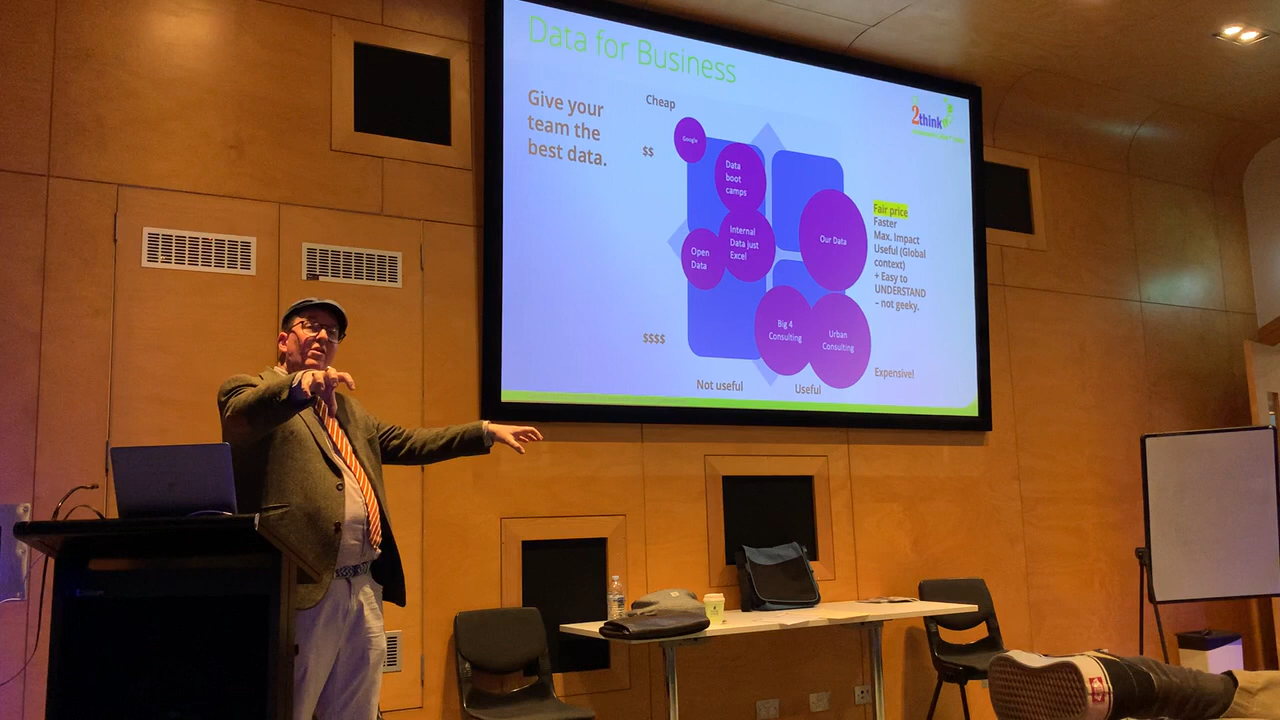 Data for Business
Give your
team the
best data.
Cheap
$$
$$$$
Google
Data
boot
camps
Internal
Data just
Excel
Open
Data
Our Data
Big 4
Consulting
Urban
Consulting
Not useful
Useful
Expensive!
2think
Fair price
Faster
Max. Impact
Useful (Global
context)
+ Easy to
UNDERSTAND
– not geeky.